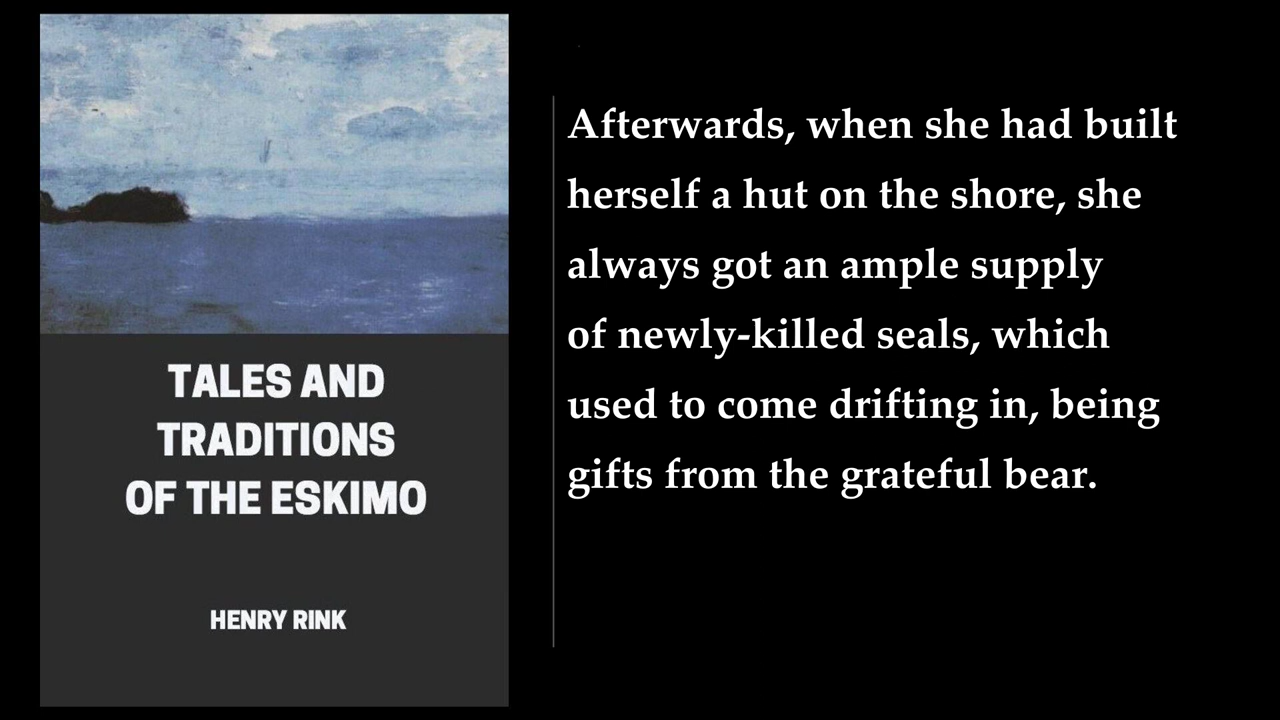 TALES AND
TRADITIONS
OF THE ESKIMO
HENRY RINK
Afterwards, when she had built
herself a hut on the shore, she
always got an ample supply
of newly-killed seals, which
used to come drifting in, being
gifts from the grateful bear.